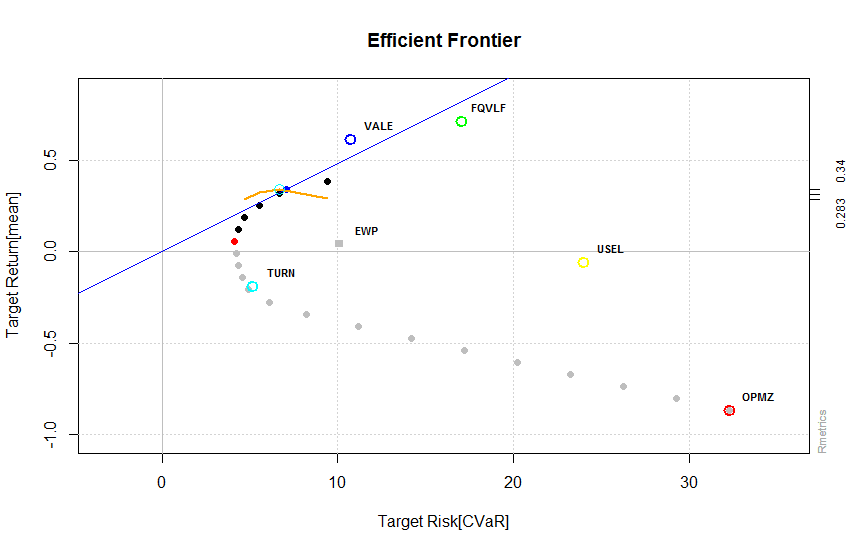 Efficient Frontier
FQVLF
VALE
0.5
0.34
EWP
0.283
USEL
0.0
TURN
Target Return[mean]
-0.5
OPMZ
-1.0
Rmetrics
0 10 20 30
Target Risk[CVaR]